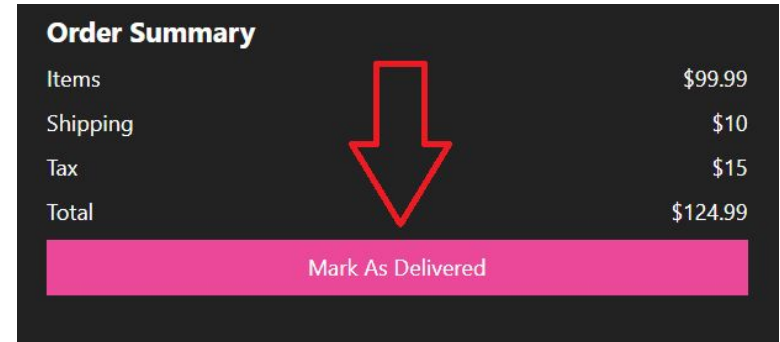 Order Summary
Items $99.99
Shipping $10
Tax $15
Total $124.99
Mark As Delivered